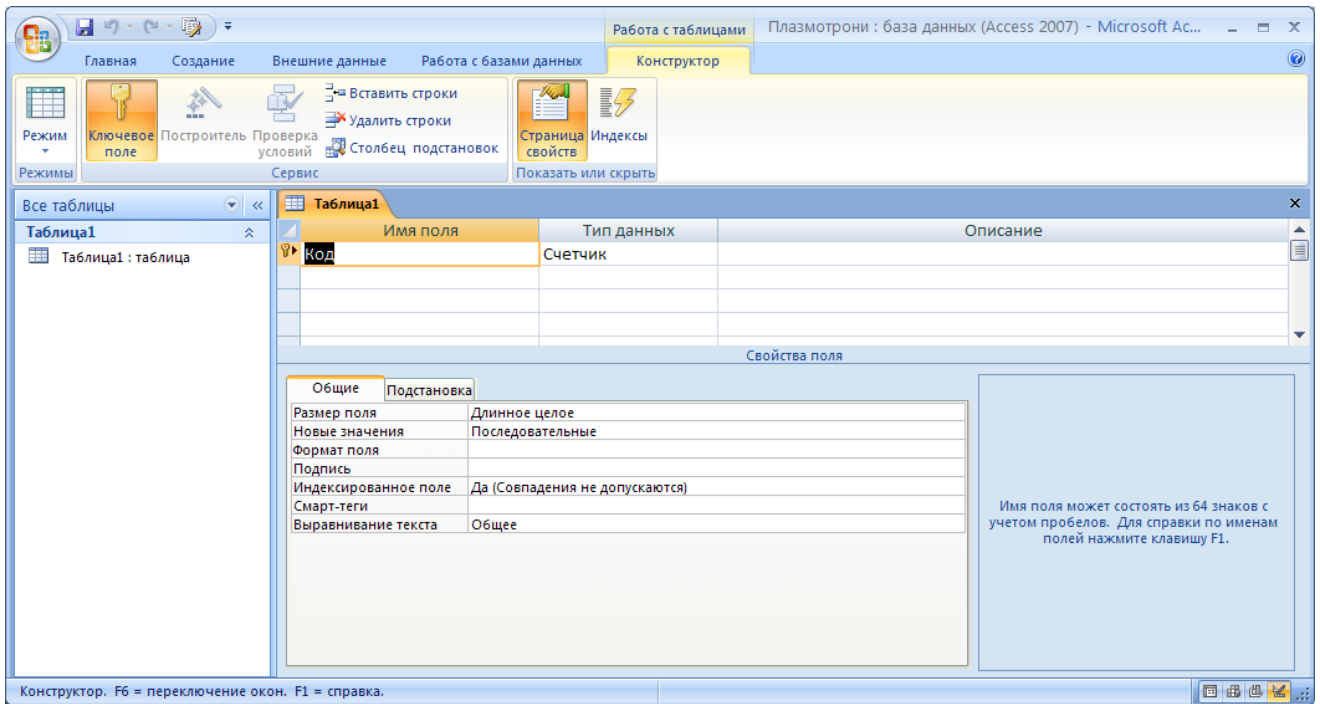 Работа с таблицами
Плазмотрони : база данных (Access 2007) - Microsoft Ac...
Главная Создание Внешние данные Работа с базами данных Конструктор
Режим
Ключевое поле
Построитель
Проверка условий
Вставить строки
Удалить строки
Столбец подстановок
Страница свойств
Индексы
Режимы Сервис Показать или скрыть
Все таблицы
Таблица1
Таблица1 : таблица
Таблица1
Имя поля Тип данных Описание
Код Счетчик
Свойства поля
Общие Подстановка
Размер поля Длинное целое
Новые значения Последовательные
Формат поля
Подпись
Индексированное поле Да (Совпадения не допускаются)
Смарт-теги
Выравнивание текста Общее
Имя поля может состоять из 64 знаков с
учетом пробелов. Для справки по именам
полей нажмите клавишу F1.
Конструктор. F6 = переключение окон. F1 = справка.